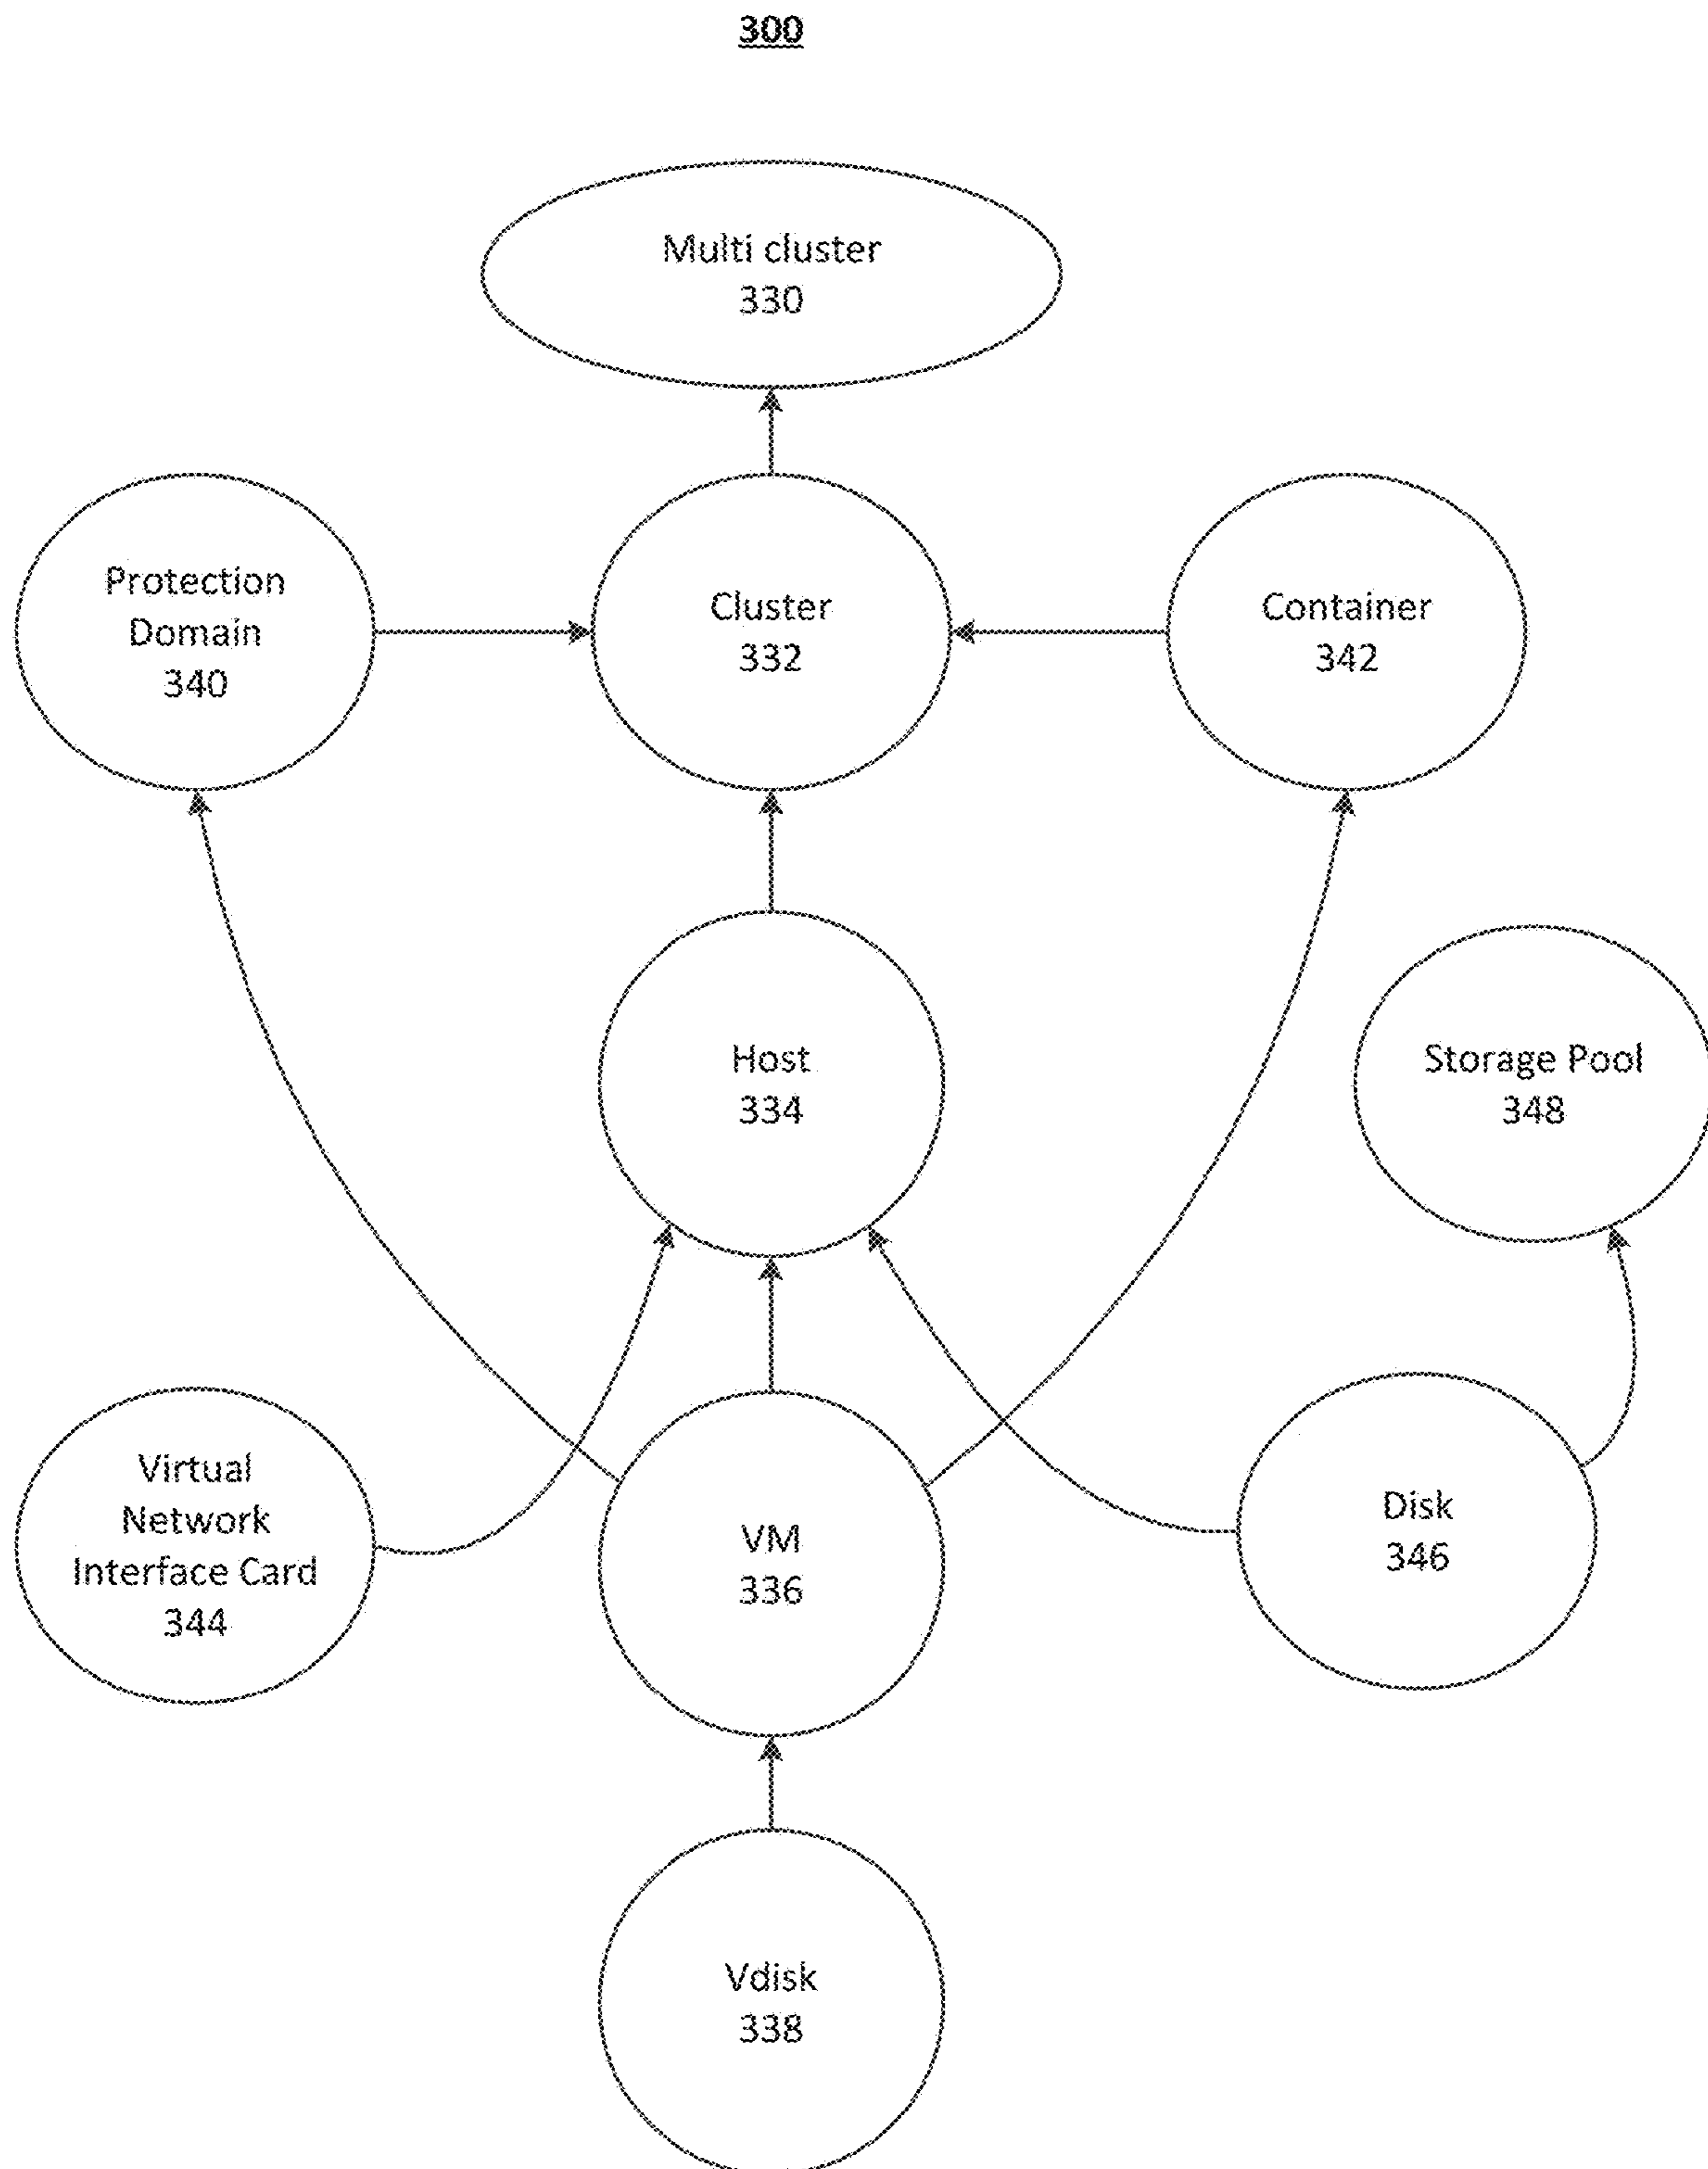 300
Multi cluster
330
Protection
Domain
340
Cluster
332
Container
342
Host
334
Storage Pool
348
Virtual
Network
Interface Card
344
VM
336
Disk
346
Vdisk
338